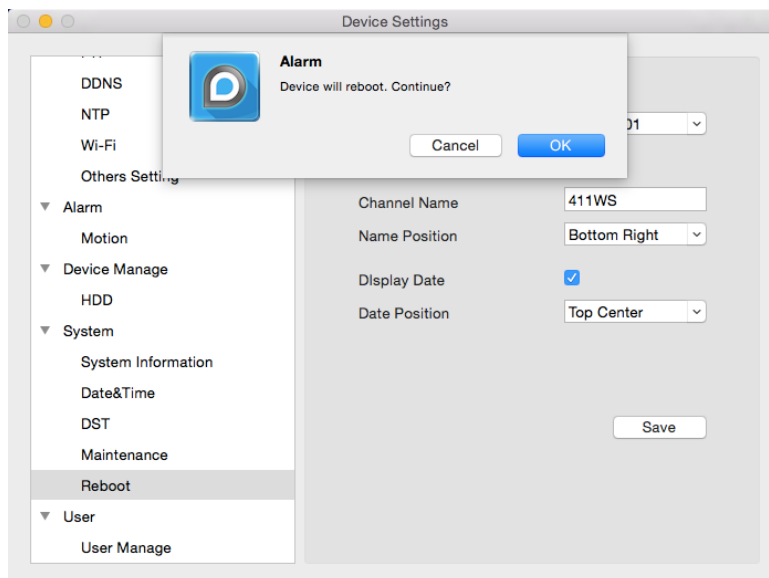 Device Settings
Alarm
Device will reboot. Continue?
Cancel
OK
DDNS
NTP
Wi-Fi
Others Setting
Alarm
Motion
Device Manage
HDD
System
System Information
Date&Time
DST
Maintenance
Reboot
User
User Manage
01
Channel Name
411WS
Name Position
Bottom Right
DIsplay Date
Date Position
Top Center
Save